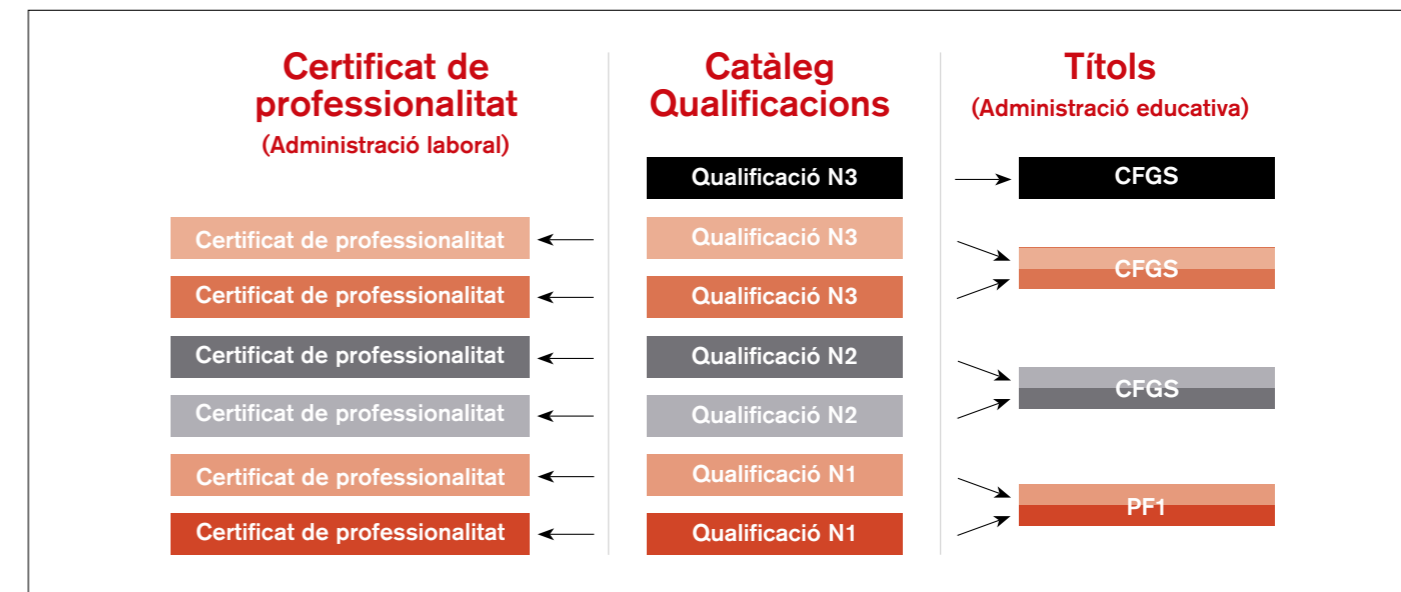 Certificat de
professionalitat
(Administració laboral)
Catàleg
Qualificacions
Títols
(Administració educativa)
Qualificació N3
CFGS
Certificat de professionalitat
Qualificació N3
CFGS
Certificat de professionalitat
Qualificació N3
Certificat de professionalitat
Qualificació N2
CFGS
Certificat de professionalitat
Qualificació N2
Certificat de professionalitat
Qualificació N1
PF1
Certificat de professionalitat
Qualificació N1